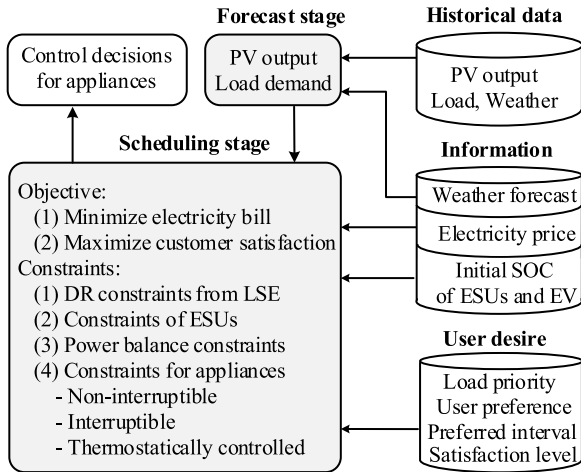 Forecast stage
Historical data
Control decisions
for appliances
PV output
Load demand
PV output
Load, Weather
Scheduling stage
Information
Objective:
(1) Minimize electricity bill
(2) Maximize customer satisfaction
Constraints:
(1) DR constraints from LSE
(2) Constraints of ESUs
(3) Power balance constraints
(4) Constraints for appliances
- Non-interruptible
- Interruptible
- Thermostatically controlled
Weather forecast
Electricity price
Initial SOC
of ESUs and EV
User desire
Load priority
User preference
Preferred interval
Satisfaction level